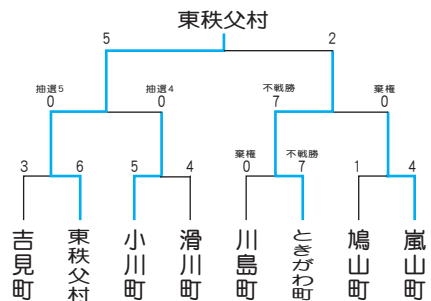 東秩父村
5 2
抽選5 抽選4 不戦勝 棄権
0 0 7 0
棄権 不戦勝
3 6 5 4 0 7 1 4
吉見町
東秩父村
小川町
滑川町
川島町
ときがわ町
鳩山町
嵐山町